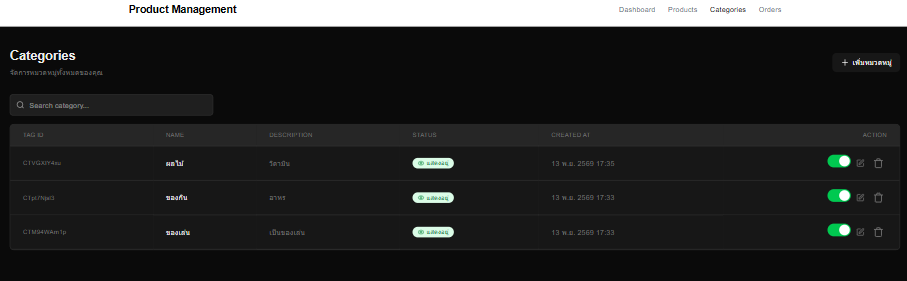 Product Management
Dashboard Products Categories Orders
Categories
จัดการหมวดหมู่ทั้งหมดของคุณ
+ เพิ่มหมวดหมู่
Search category...
TAG ID NAME DESCRIPTION STATUS CREATED AT ACTION
ผลไม้ วิตามิน แสดงอยู่ 13 พ.ย. 2569 17:35
ของกิน อาหาร แสดงอยู่ 13 พ.ย. 2569 17:33
ของเล่น เป็นของเล่น แสดงอยู่ 13 พ.ย. 2569 17:33